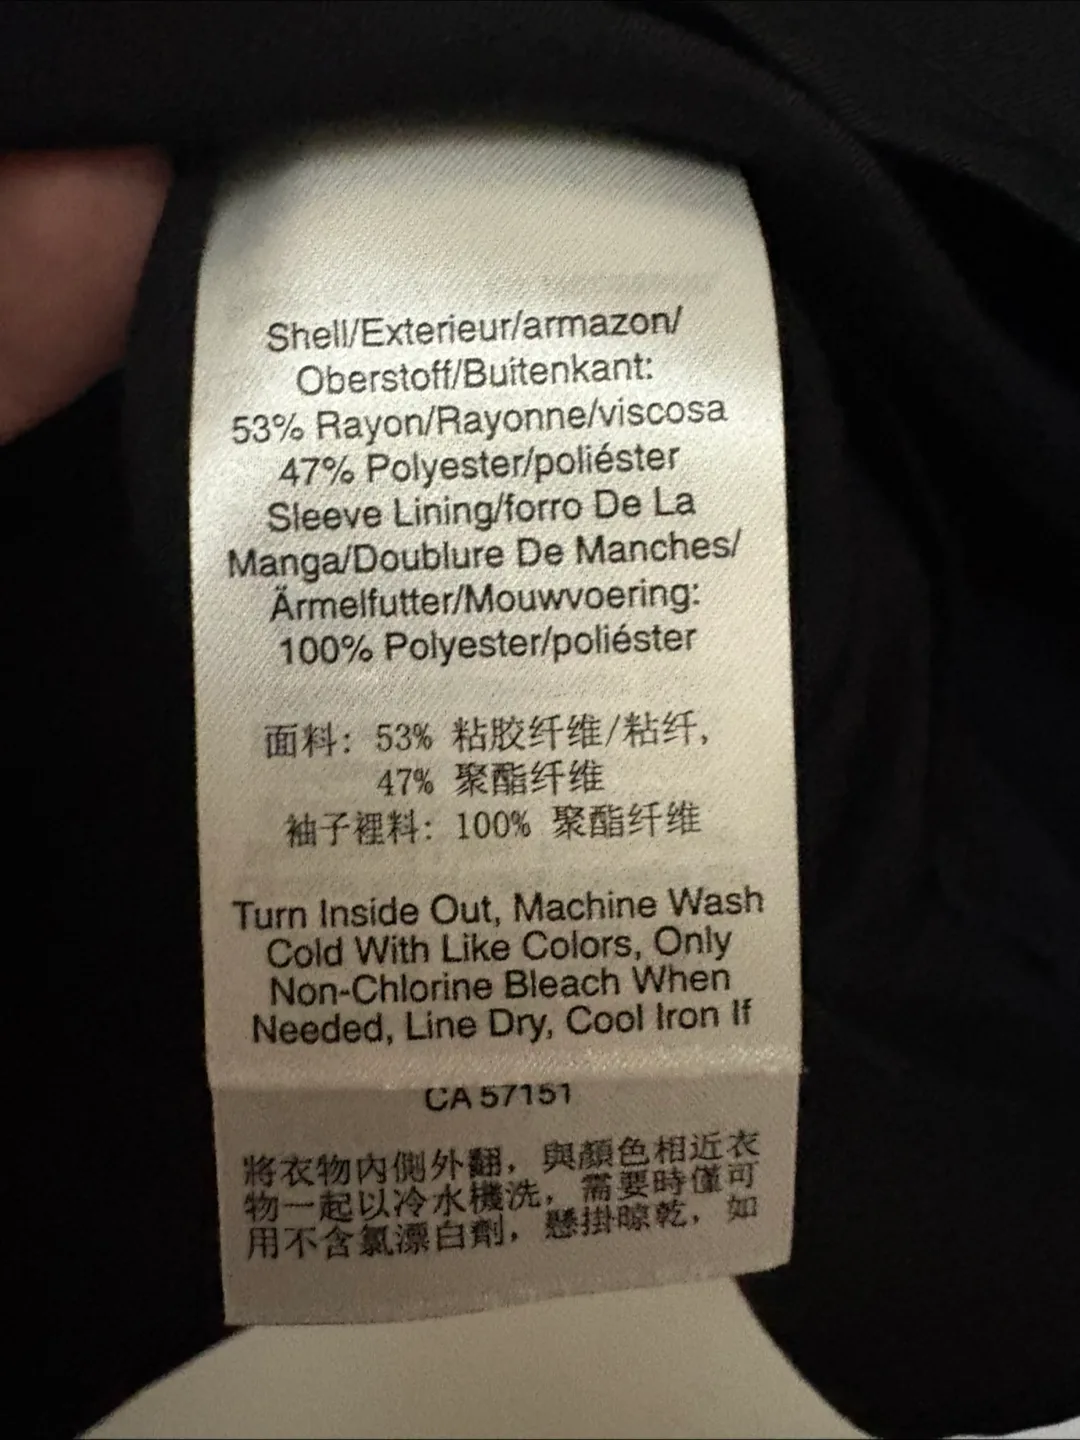 Shell/Exterieur/armazon/
Oberstoff/Buitenkant:
53% Rayon/Rayonne/viscosa
47% Polyester/poliéster
Sleeve Lining/forro De La
Manga/Doublure De Manches/
Ärmelfutter/Mouwvoering:
100% Polyester/poliéster
面料: 53% 粘胶纤维/粘纤,
47% 聚酯纤维
袖子裡料: 100% 聚酯纤维
Turn Inside Out, Machine Wash
Cold With Like Colors, Only
Non-Chlorine Bleach When
Needed, Line Dry, Cool Iron If
CA 57151
將衣物內側外翻，與顏色相近衣
物一起以冷水機洗，需要時僅可
用不含氯漂白劑，懸掛晾乾，如